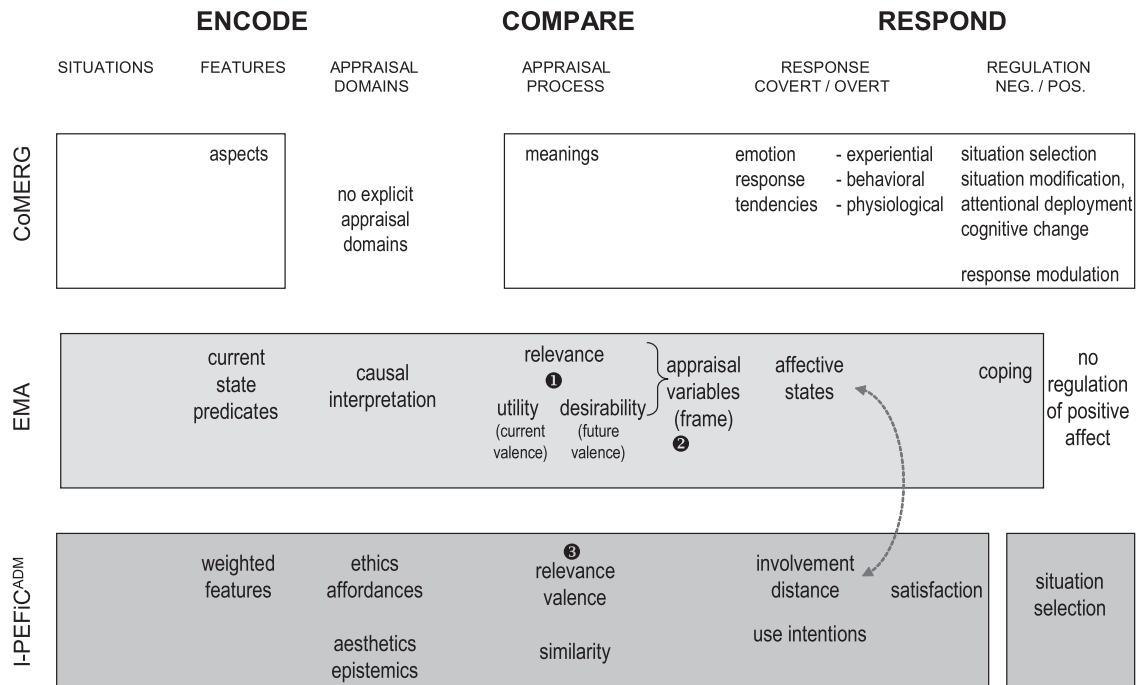 ENCODE COMPARE RESPOND
SITUATIONS FEATURES APPRAISAL DOMAINS APPRAISAL PROCESS RESPONSE COVERT / OVERT REGULATION NEG. / POS.
CoMERG
aspects
no explicit
appraisal
domains
meanings
emotion
response
tendencies
- experiential
- behavioral
- physiological
situation selection
situation modification,
attentional deployment
cognitive change
response modulation
EMA
current
state
predicates
causal
interpretation
relevance
❶
utility
(current
valence)
desirability
(future
valence)
appraisal
variables
(frame)
❷
affective
states
coping
no
regulation
of positive
affect
I-PEFiC^ADM
weighted
features
ethics
affordances
aesthetics
epistemics
❸
relevance
valence
similarity
involvement
distance
use intentions
satisfaction
situation
selection